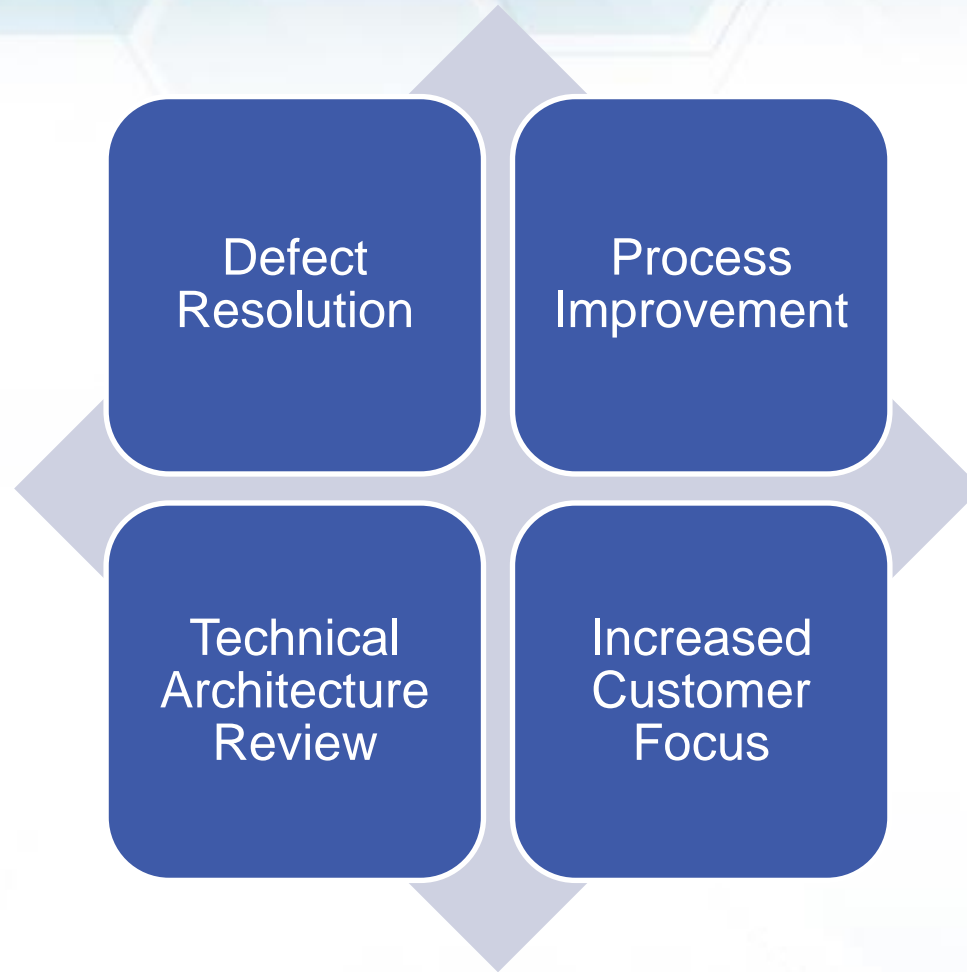 Defect
Resolution
Process
Improvement
Technical
Architecture
Review
Increased
Customer
Focus